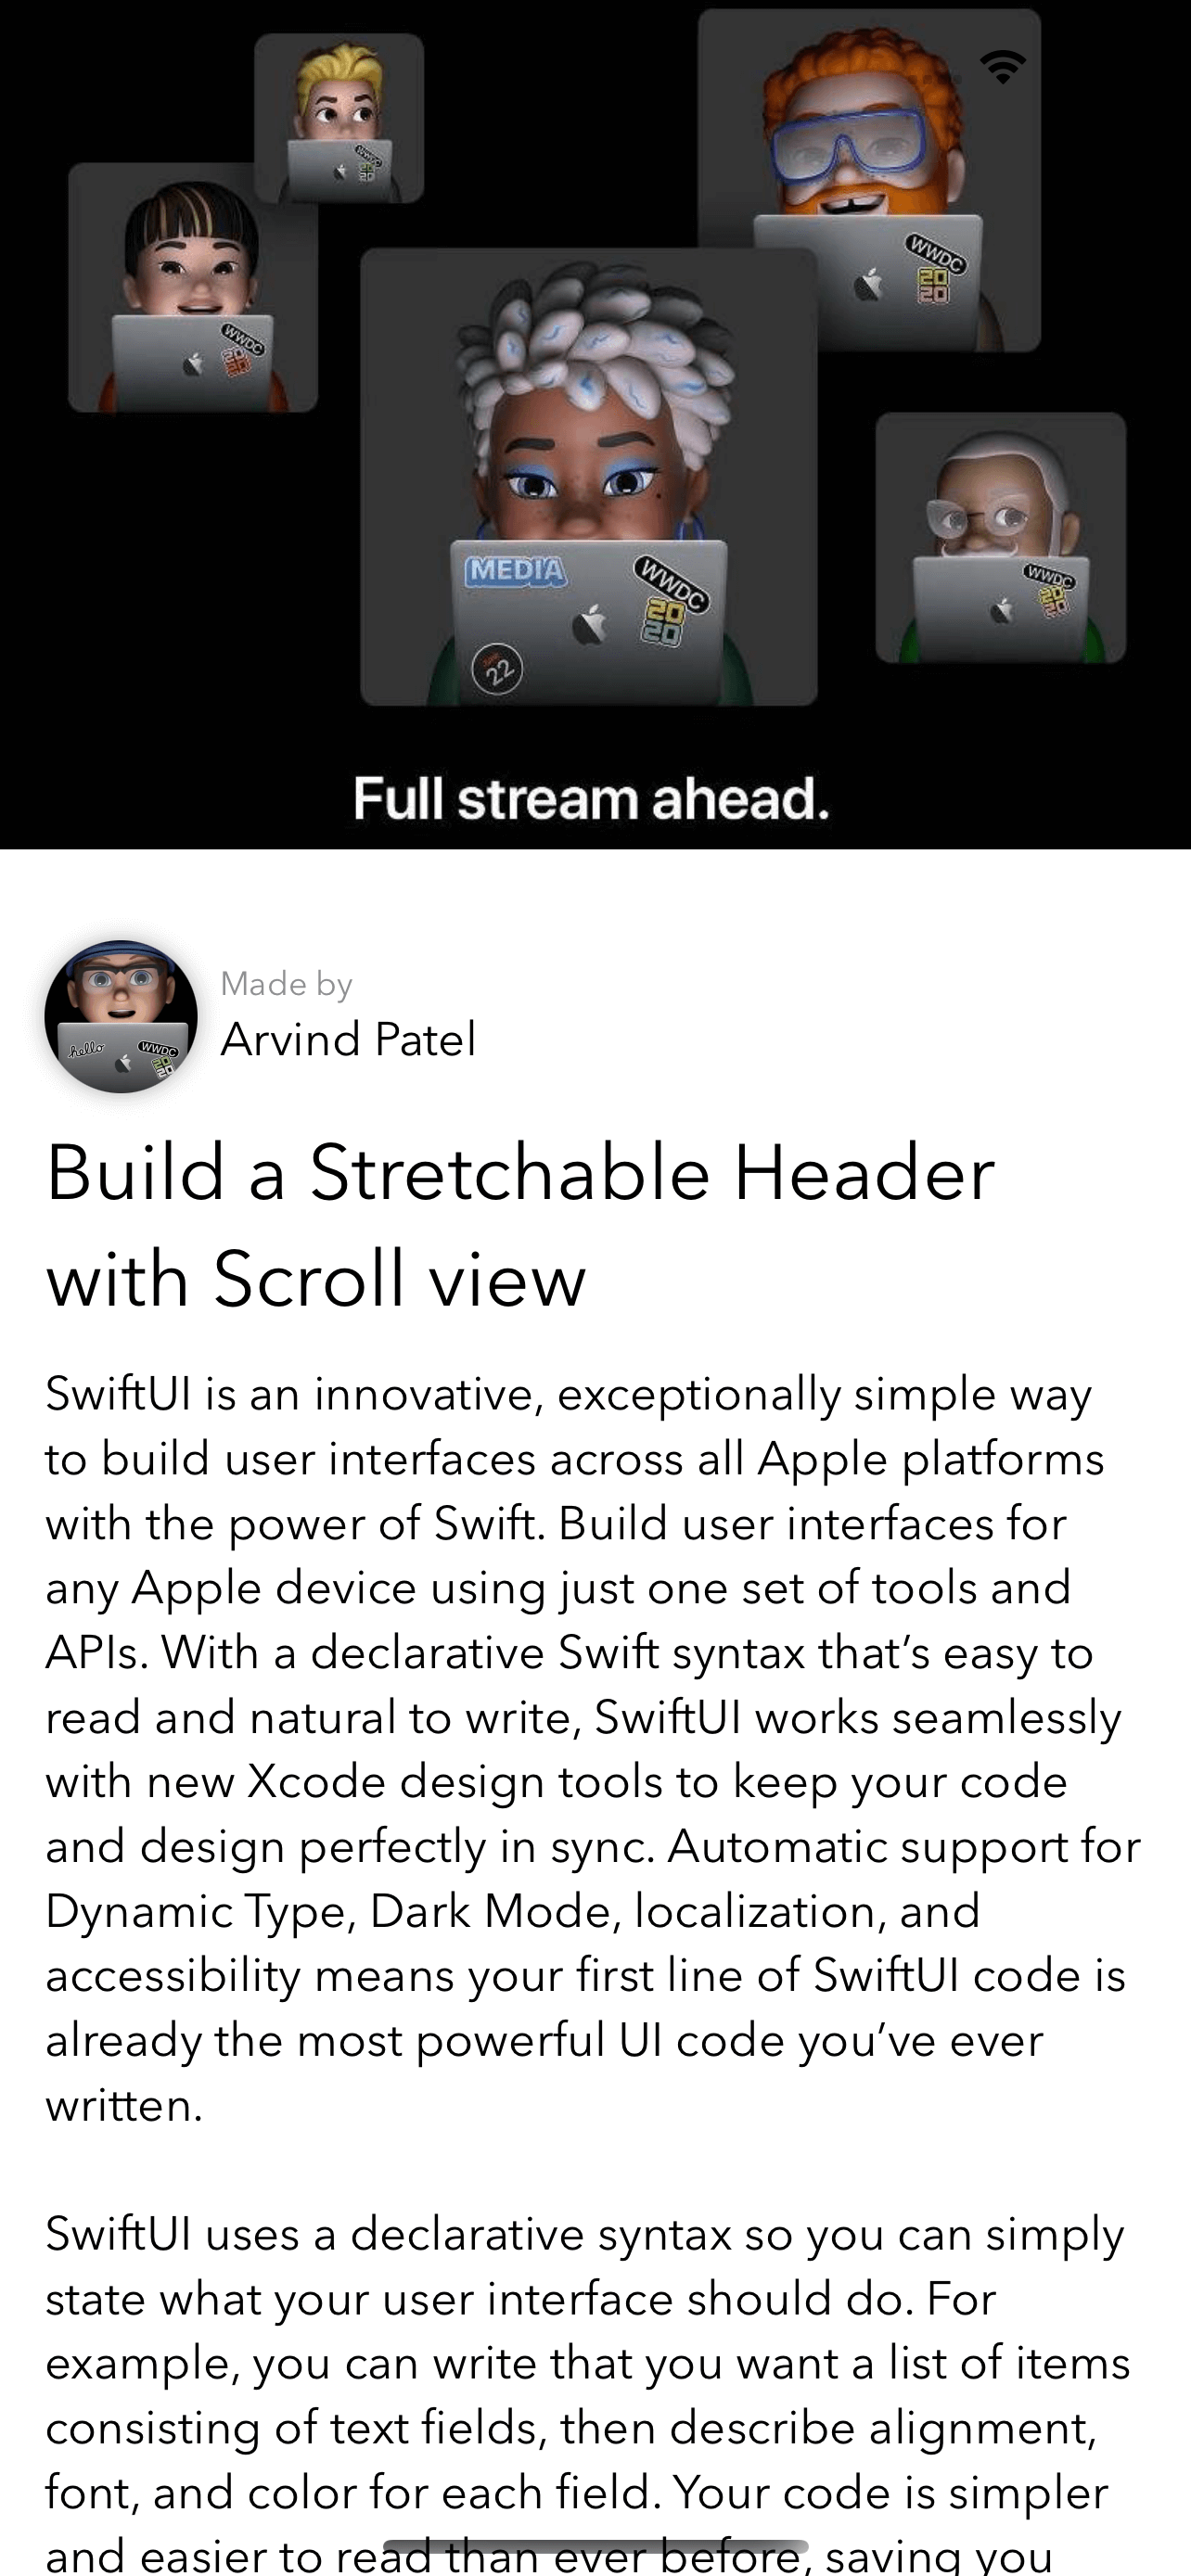 WWDC
20
20
WWDC
20
20
WWDC
20
20
MEDIA
WWDC
20
20
22
WWDC
20
20
Full stream ahead.
hello
WWDC
20
20
Made by
Arvind Patel
Build a Stretchable Header
with Scroll view
SwiftUI is an innovative, exceptionally simple way
to build user interfaces across all Apple platforms
with the power of Swift. Build user interfaces for
any Apple device using just one set of tools and
APIs. With a declarative Swift syntax that’s easy to
read and natural to write, SwiftUI works seamlessly
with new Xcode design tools to keep your code
and design perfectly in sync. Automatic support for
Dynamic Type, Dark Mode, localization, and
accessibility means your first line of SwiftUI code is
already the most powerful UI code you’ve ever
written.
SwiftUI uses a declarative syntax so you can simply
state what your user interface should do. For
example, you can write that you want a list of items
consisting of text fields, then describe alignment,
font, and color for each field. Your code is simpler
and easier to read than ever before, saving you